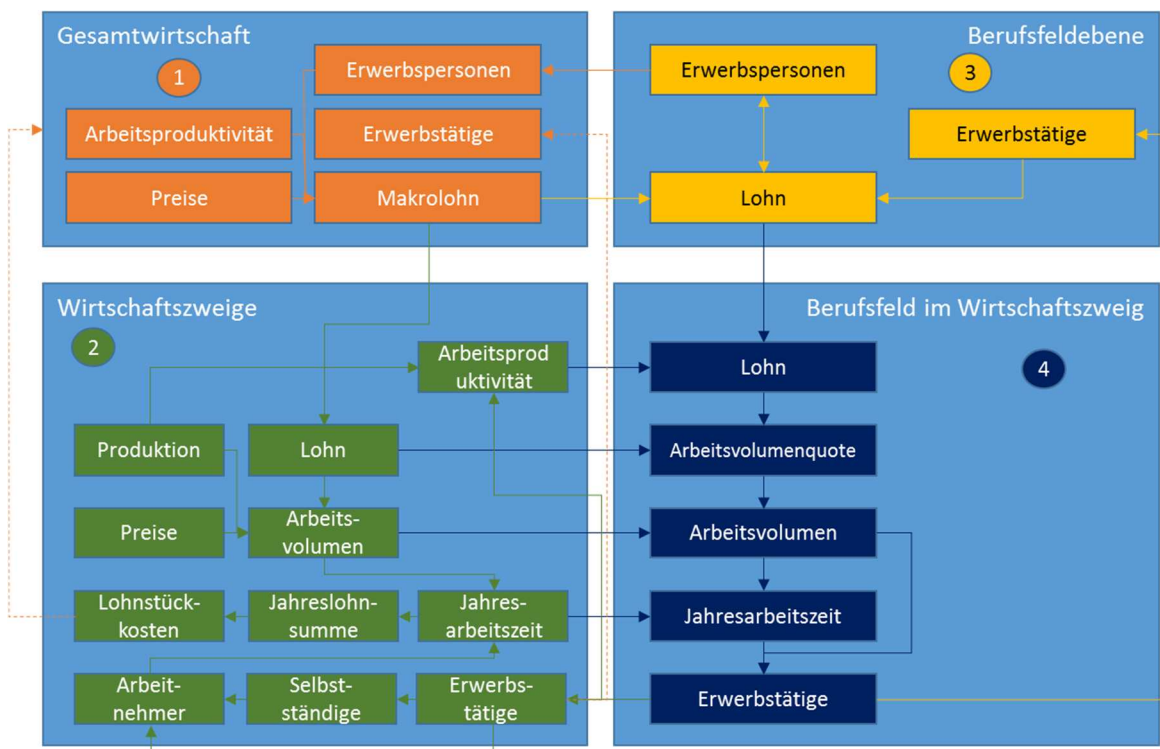 Gesamtwirtschaft
1
Erwerbspersonen
Arbeitsproduktivität
Erwerbstätige
Preise
Makrolohn
Berufsfeldebene
3
Erwerbspersonen
Erwerbstätige
Lohn
Wirtschaftszweige
2
Arbeitsprod
uktivität
Produktion
Lohn
Preise
Arbeits-
volumen
Lohnstück-
kosten
Jahreslohn-
summe
Jahres-
arbeitszeit
Arbeit-
nehmer
Selbst-
ständige
Erwerbs-
tätige
Berufsfeld im Wirtschaftszweig
4
Lohn
Arbeitsvolumenquote
Arbeitsvolumen
Jahresarbeitszeit
Erwerbstätige